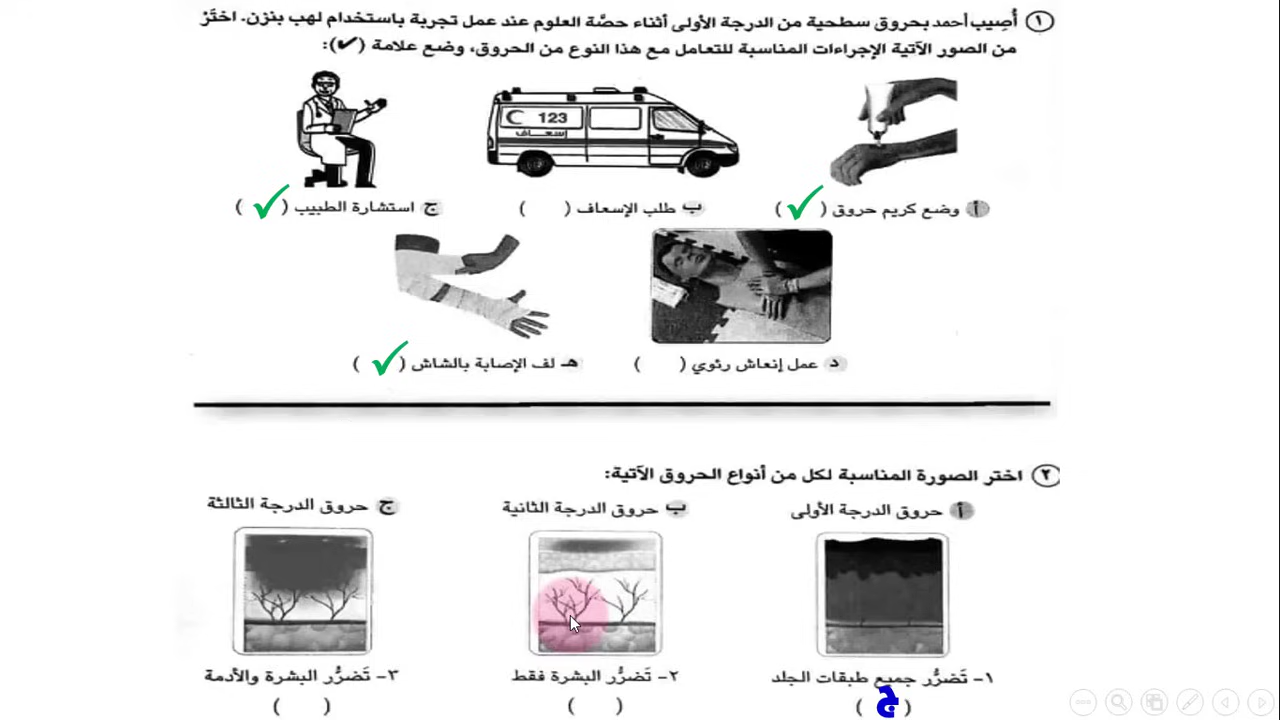 ١ أُصِيب أحمد بحروق سطحية من الدرجة الأولى أثناء حصَّة العلوم عند عمل تجربة باستخدام لهب بنزن. اختَرْ
من الصور الآتية الإجراءات المناسبة للتعامل مع هذا النوع من الحروق، وضع علامة (✔):
123
إسعاف
أ وضع كريم حروق (✓)
ب طلب الإسعاف ( )
ج استشارة الطبيب (✓)
د عمل إنعاش رئوي ( )
هـ لف الإصابة بالشاش (✓)
٢ اختر الصورة المناسبة لكل من أنواع الحروق الآتية:
أ حروق الدرجة الأولى
ب حروق الدرجة الثانية
ج حروق الدرجة الثالثة
١- تَضرُّر جميع طبقات الجلد
٢- تَضرُّر البشرة فقط
٣- تَضرُّر البشرة والأدمة
(ج)
( )
( )